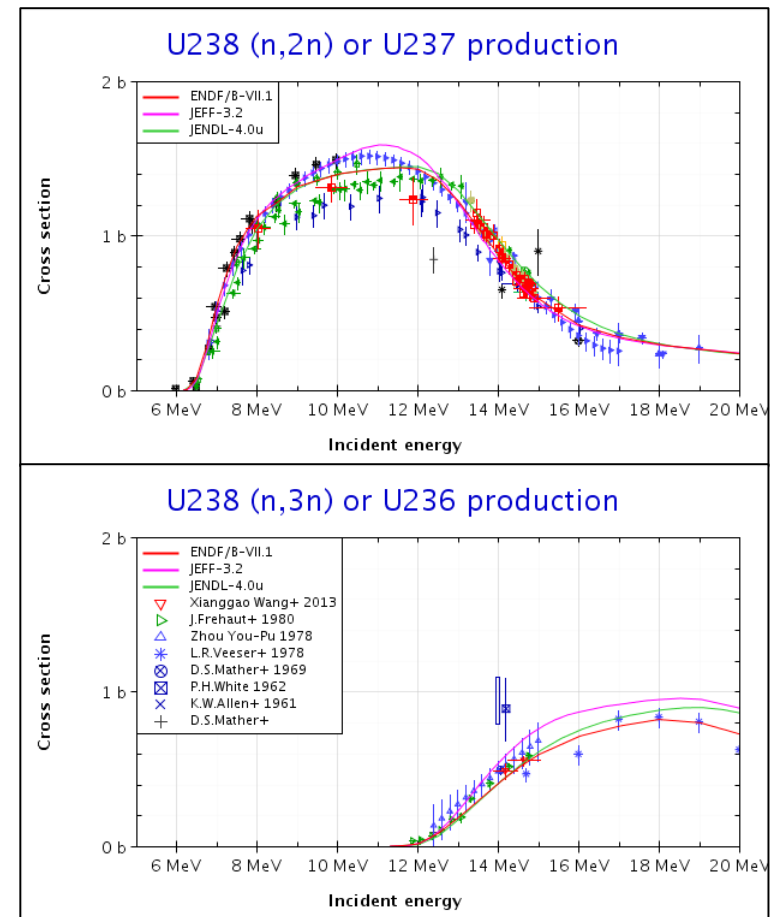 U238 (n,2n) or U237 production
2 b
ENDF/B-VII.1
JEFF-3.2
JENDL-4.0u
Cross section
1 b
0 b
6 MeV 8 MeV 10 MeV 12 MeV 14 MeV 16 MeV 18 MeV 20 MeV
Incident energy
U238 (n,3n) or U236 production
2 b
ENDF/B-VII.1
JEFF-3.2
JENDL-4.0u
Xianggao Wang+ 2013
J.Frehaut+ 1980
Zhou You-Pu 1978
L.R.Veeser+ 1978
D.S.Mather+ 1969
P.H.White 1962
K.W.Allen+ 1961
D.S.Mather+
Cross section
1 b
0 b
6 MeV 8 MeV 10 MeV 12 MeV 14 MeV 16 MeV 18 MeV 20 MeV
Incident energy